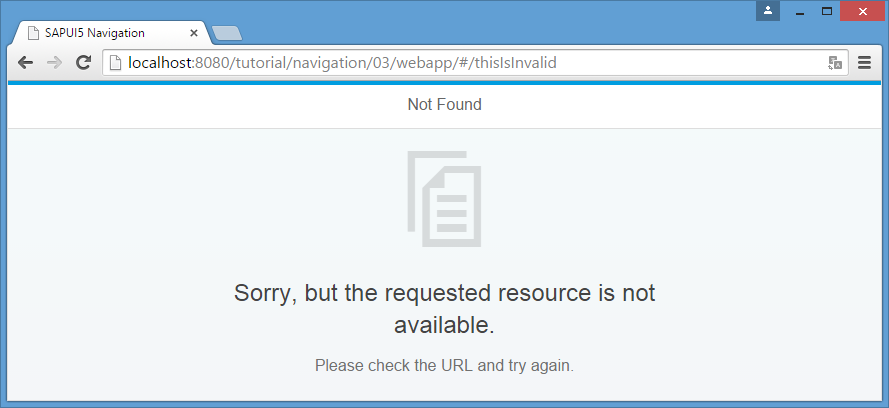 SAPUI5 Navigation
localhost:8080/tutorial/navigation/03/webapp/#/thisIsInvalid
Not Found
Sorry, but the requested resource is not
available.
Please check the URL and try again.